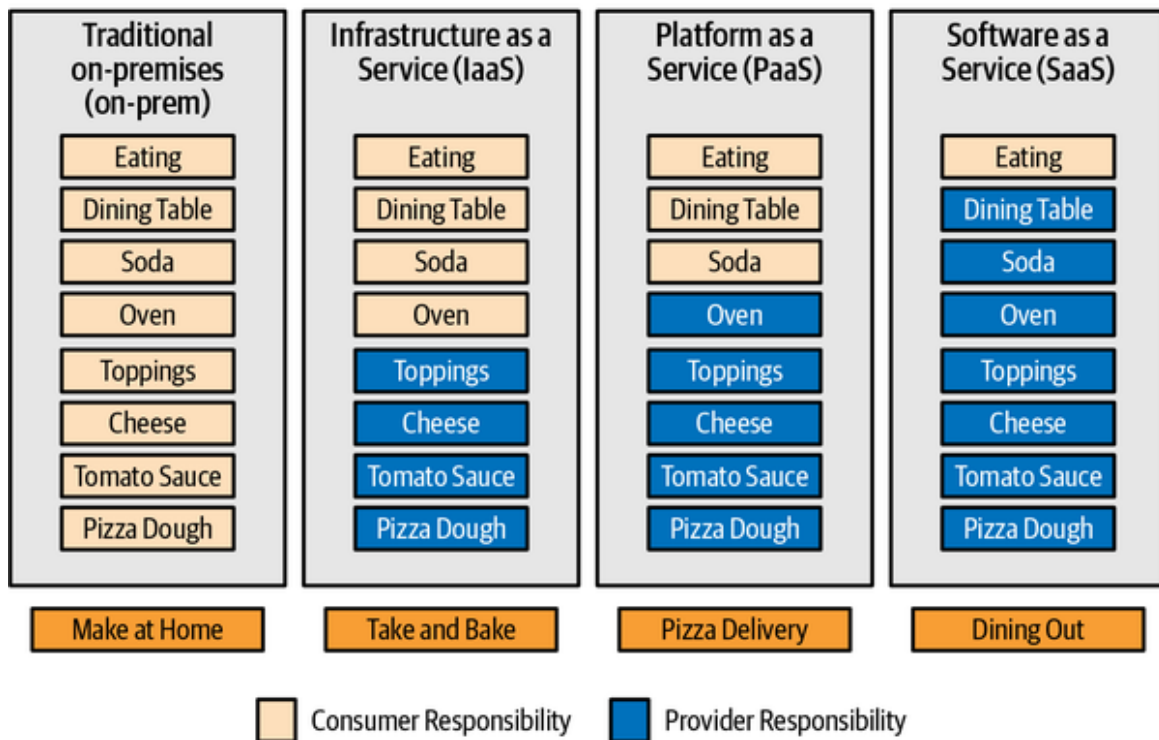 Traditional
on-premises
(on-prem)
Eating
Dining Table
Soda
Oven
Toppings
Cheese
Tomato Sauce
Pizza Dough
Make at Home
Infrastructure as a
Service (IaaS)
Eating
Dining Table
Soda
Oven
Toppings
Cheese
Tomato Sauce
Pizza Dough
Take and Bake
Platform as a
Service (PaaS)
Eating
Dining Table
Soda
Oven
Toppings
Cheese
Tomato Sauce
Pizza Dough
Pizza Delivery
Software as a
Service (SaaS)
Eating
Dining Table
Soda
Oven
Toppings
Cheese
Tomato Sauce
Pizza Dough
Dining Out
Consumer Responsibility
Provider Responsibility